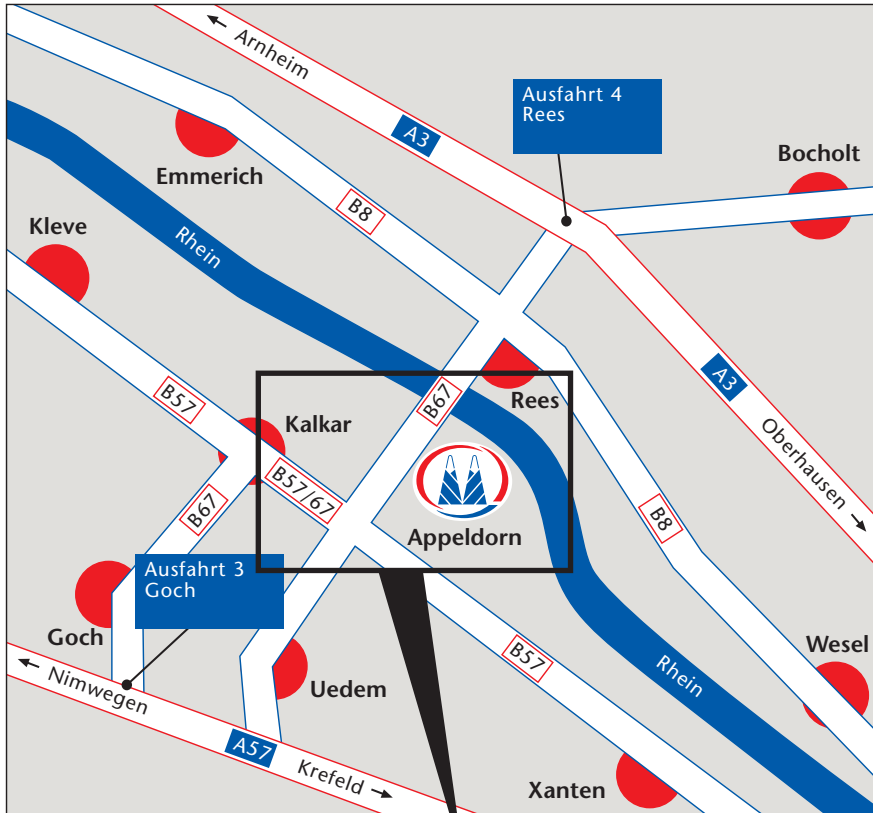 Arnheim
Ausfahrt 4
Rees
A3
Bocholt
Emmerich
B8
Kleve
Rhein
A3
B57
Kalkar
B67
Rees
Oberhausen
B57/67
B67
Appeldorn
B8
Ausfahrt 3
Goch
Goch
B57
Wesel
Rhein
Uedem
Nimwegen
A57
Krefeld
Xanten